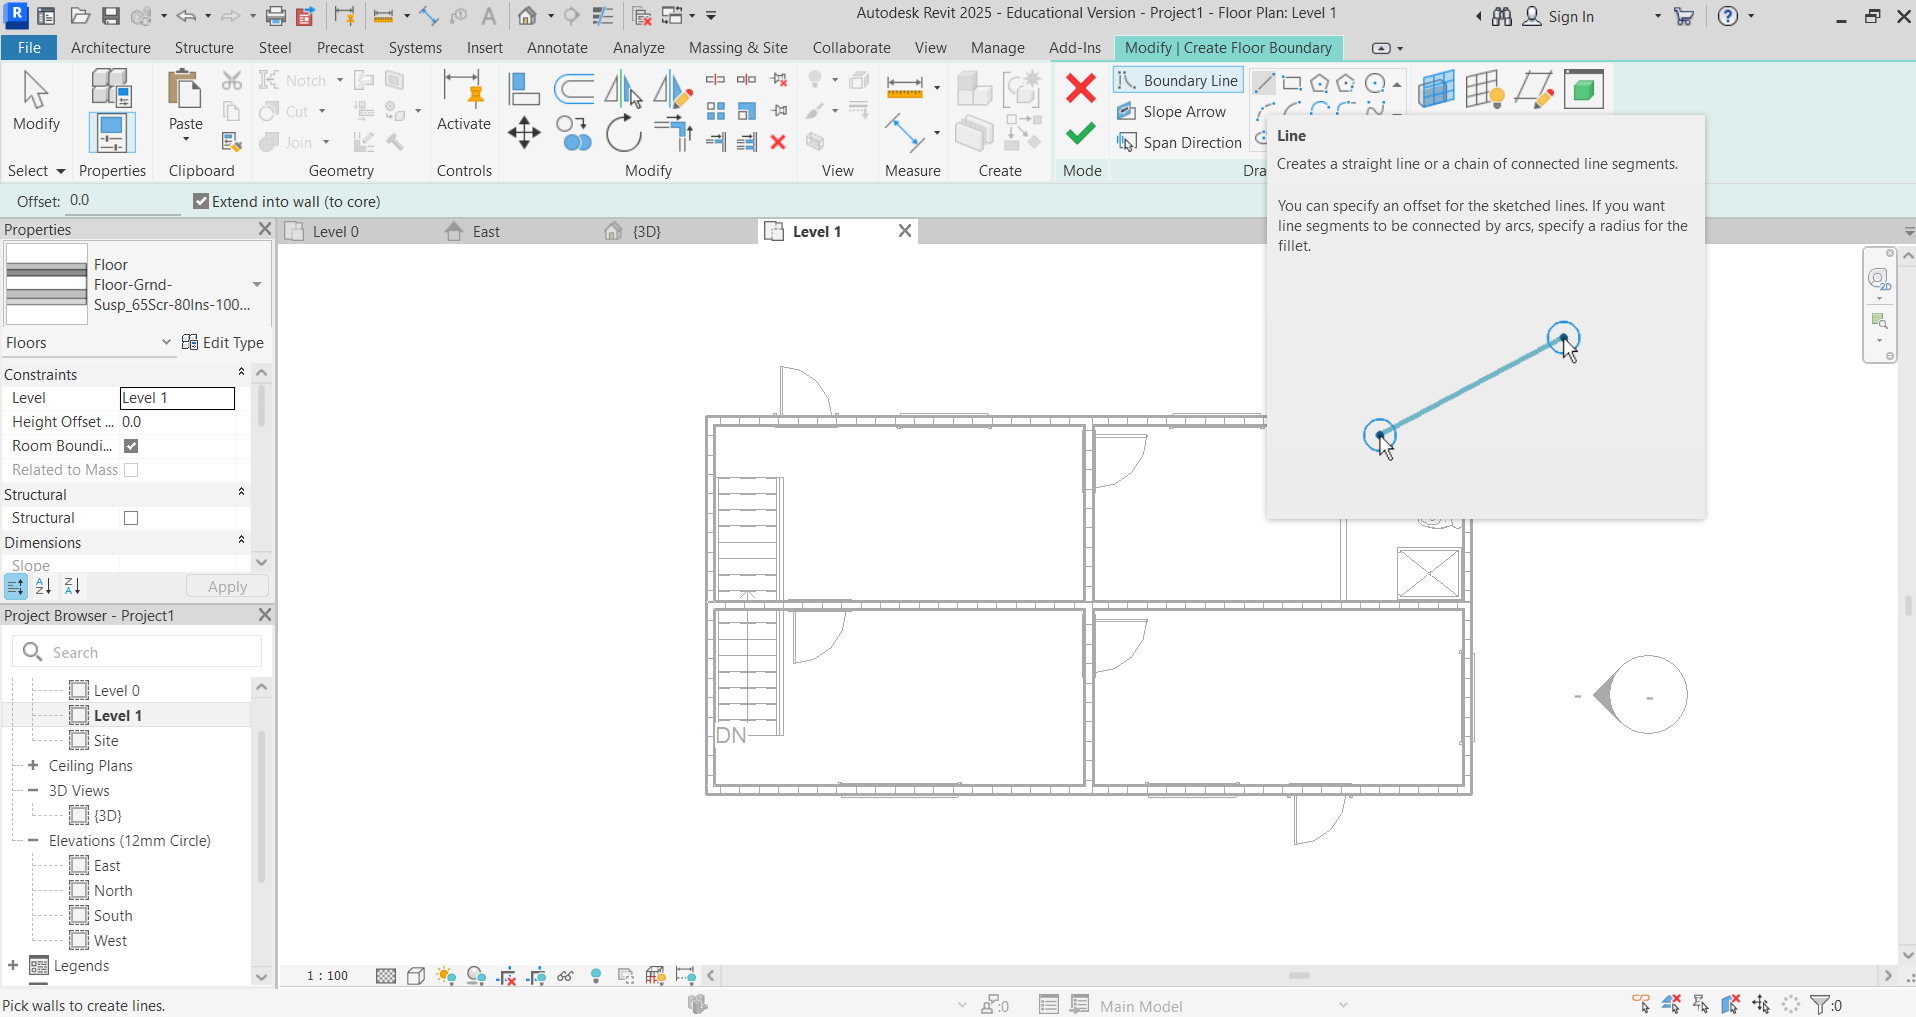 Autodesk Revit 2025 - Educational Version - Project1 - Floor Plan: Level 1
Sign In
File Architecture Structure Steel Precast Systems Insert Annotate Analyze Massing & Site Collaborate View Manage Add-Ins Modify | Create Floor Boundary
Modify
Paste
Notch
Cut
Join
Activate
Boundary Line
Slope Arrow
Span Direction
Select Properties Clipboard Geometry Controls Modify View Measure Create Mode
Line
Creates a straight line or a chain of connected line segments.
You can specify an offset for the sketched lines. If you want
line segments to be connected by arcs, specify a radius for the
fillet.
Offset: 0.0 Extend into wall (to core)
Properties
Level 0 East {3D} Level 1
Floor
Floor-Grnd-
Susp_65Scr-80Ins-100...
Floors Edit Type
Constraints
Level Level 1
Height Offset ... 0.0
Room Boundi...
Related to Mass
Structural
Structural
Dimensions
Slope
Apply
Project Browser - Project1
Search
Level 0
Level 1
Site
Ceiling Plans
3D Views
{3D}
Elevations (12mm Circle)
East
North
South
West
Legends
DN
2D
1 : 100
Pick walls to create lines.
:0
Main Model
:0